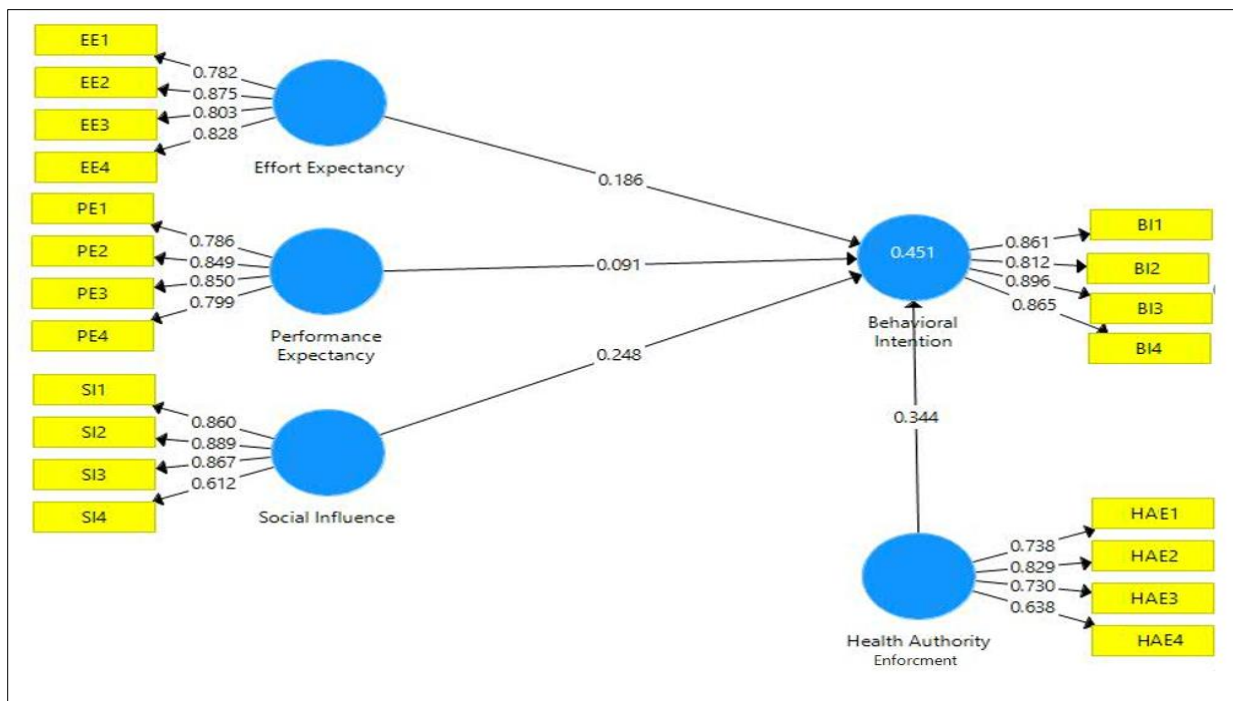 EE1
0.782
EE2
0.875
0.803
EE3
0.828
EE4
Effort Expectancy
PE1
0.786
PE2
0.849
PE3
0.850
0.799
PE4
Performance
Expectancy
SI1
0.860
SI2
0.889
SI3
0.867
0.612
SI4
Social Influence
0.186
0.091
0.248
0.451
Behavioral
Intention
0.861
BI1
0.812
BI2
0.896
BI3
0.865
BI4
0.344
Health Authority
Enforcment
HAE1
0.738
HAE2
0.829
0.730
HAE3
0.638
HAE4